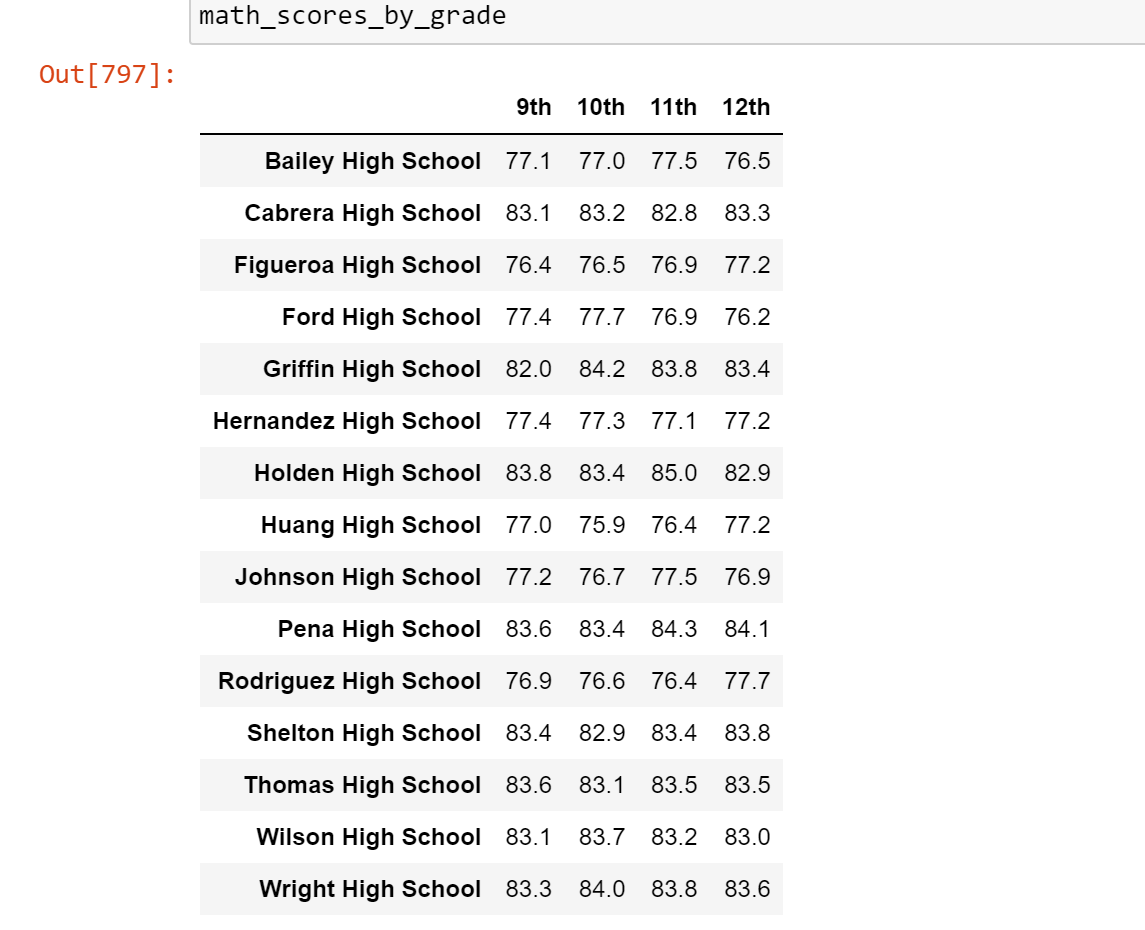 math_scores_by_grade
Out[797]:
9th 10th 11th 12th
Bailey High School 77.1 77.0 77.5 76.5
Cabrera High School 83.1 83.2 82.8 83.3
Figueroa High School 76.4 76.5 76.9 77.2
Ford High School 77.4 77.7 76.9 76.2
Griffin High School 82.0 84.2 83.8 83.4
Hernandez High School 77.4 77.3 77.1 77.2
Holden High School 83.8 83.4 85.0 82.9
Huang High School 77.0 75.9 76.4 77.2
Johnson High School 77.2 76.7 77.5 76.9
Pena High School 83.6 83.4 84.3 84.1
Rodriguez High School 76.9 76.6 76.4 77.7
Shelton High School 83.4 82.9 83.4 83.8
Thomas High School 83.6 83.1 83.5 83.5
Wilson High School 83.1 83.7 83.2 83.0
Wright High School 83.3 84.0 83.8 83.6